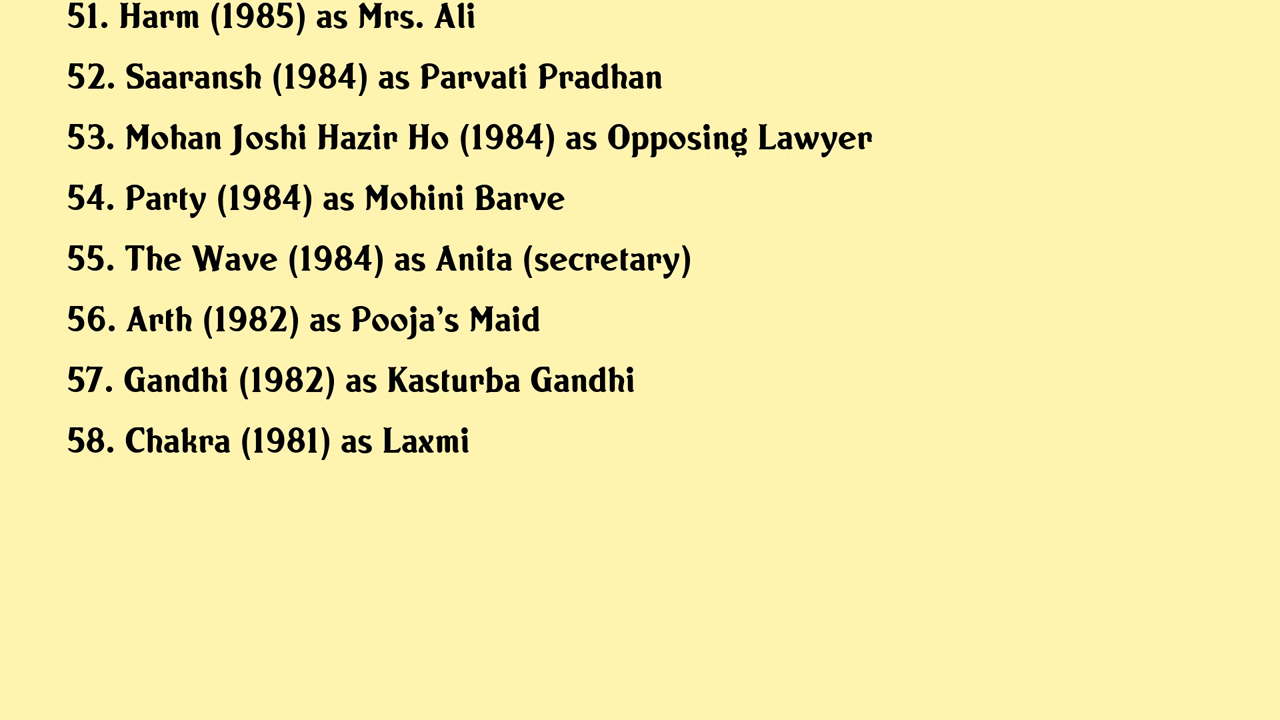 51. Harm (1985) as Mrs. Ali
52. Saaransh (1984) as Parvati Pradhan
53. Mohan Joshi Hazir Ho (1984) as Opposing Lawyer
54. Party (1984) as Mohini Barve
55. The Wave (1984) as Anita (secretary)
56. Arth (1982) as Pooja's Maid
57. Gandhi (1982) as Kasturba Gandhi
58. Chakra (1981) as Laxmi